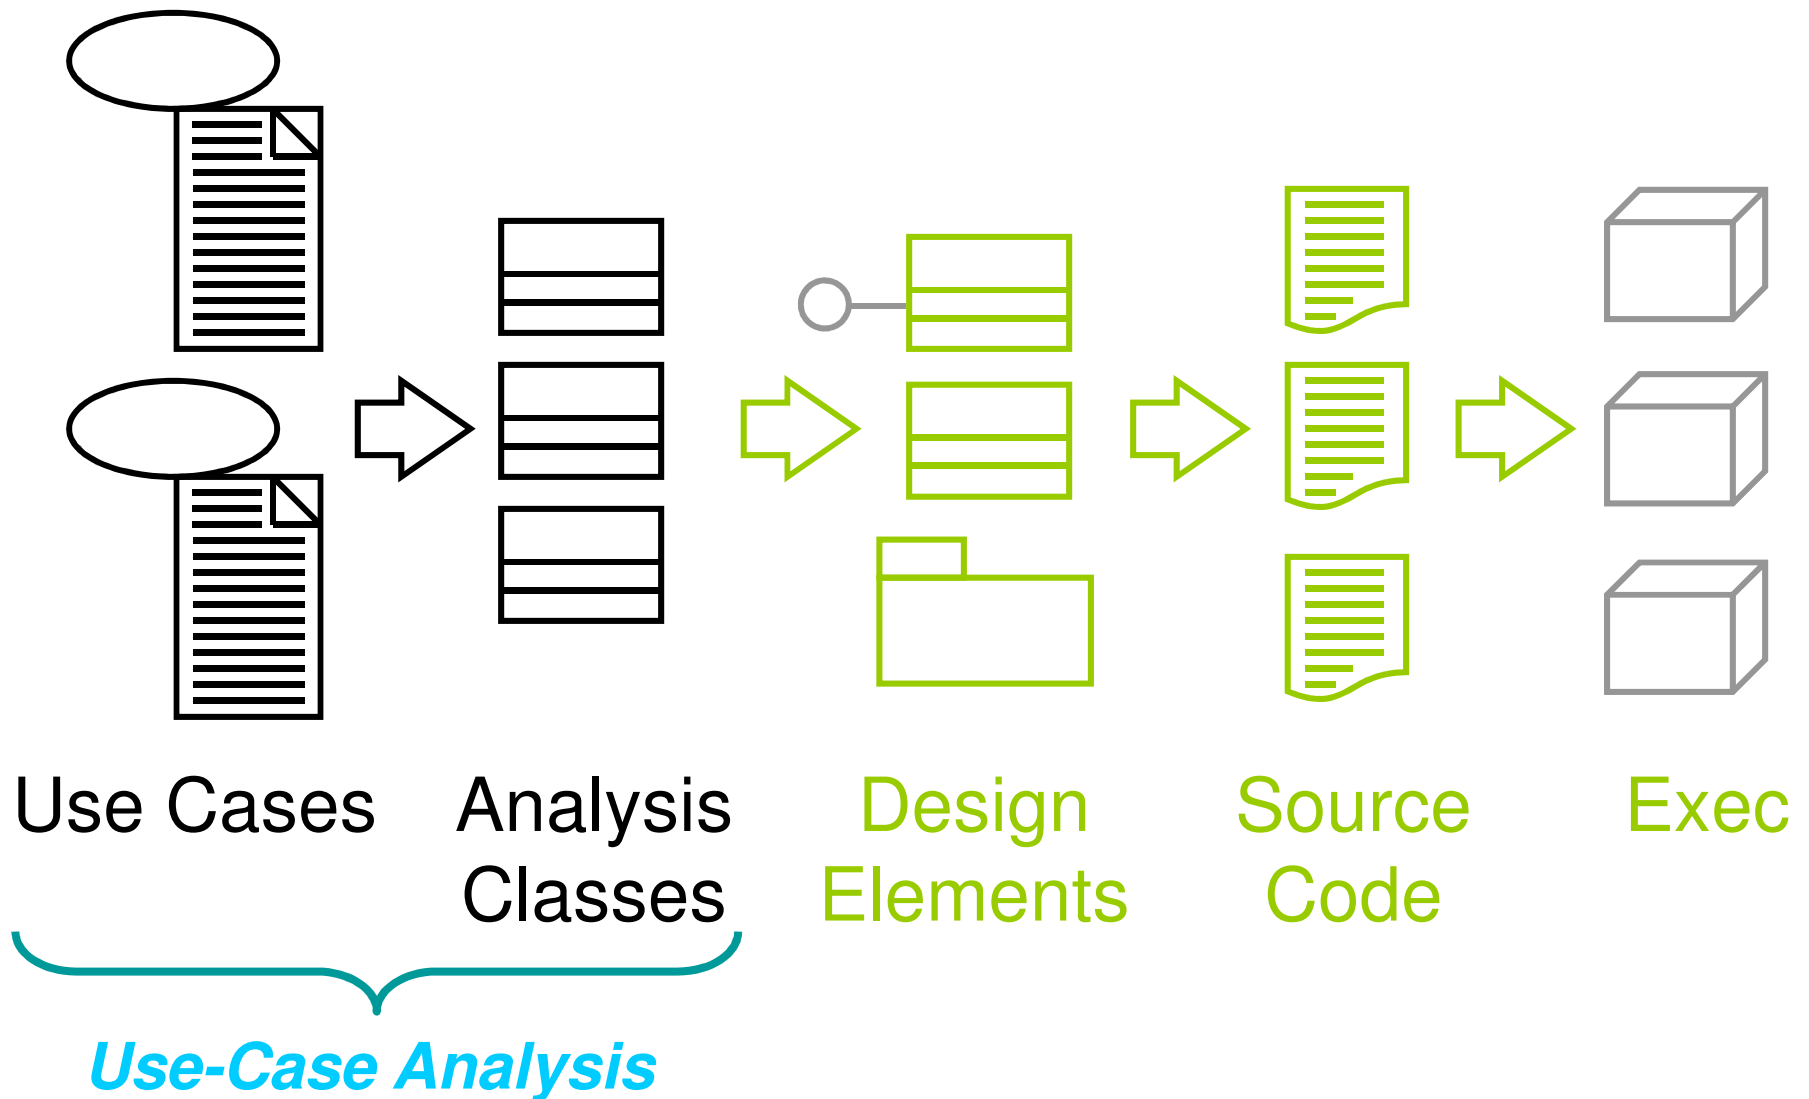 Use Cases
Analysis
Classes
Design
Elements
Source
Code
Exec
Use-Case Analysis